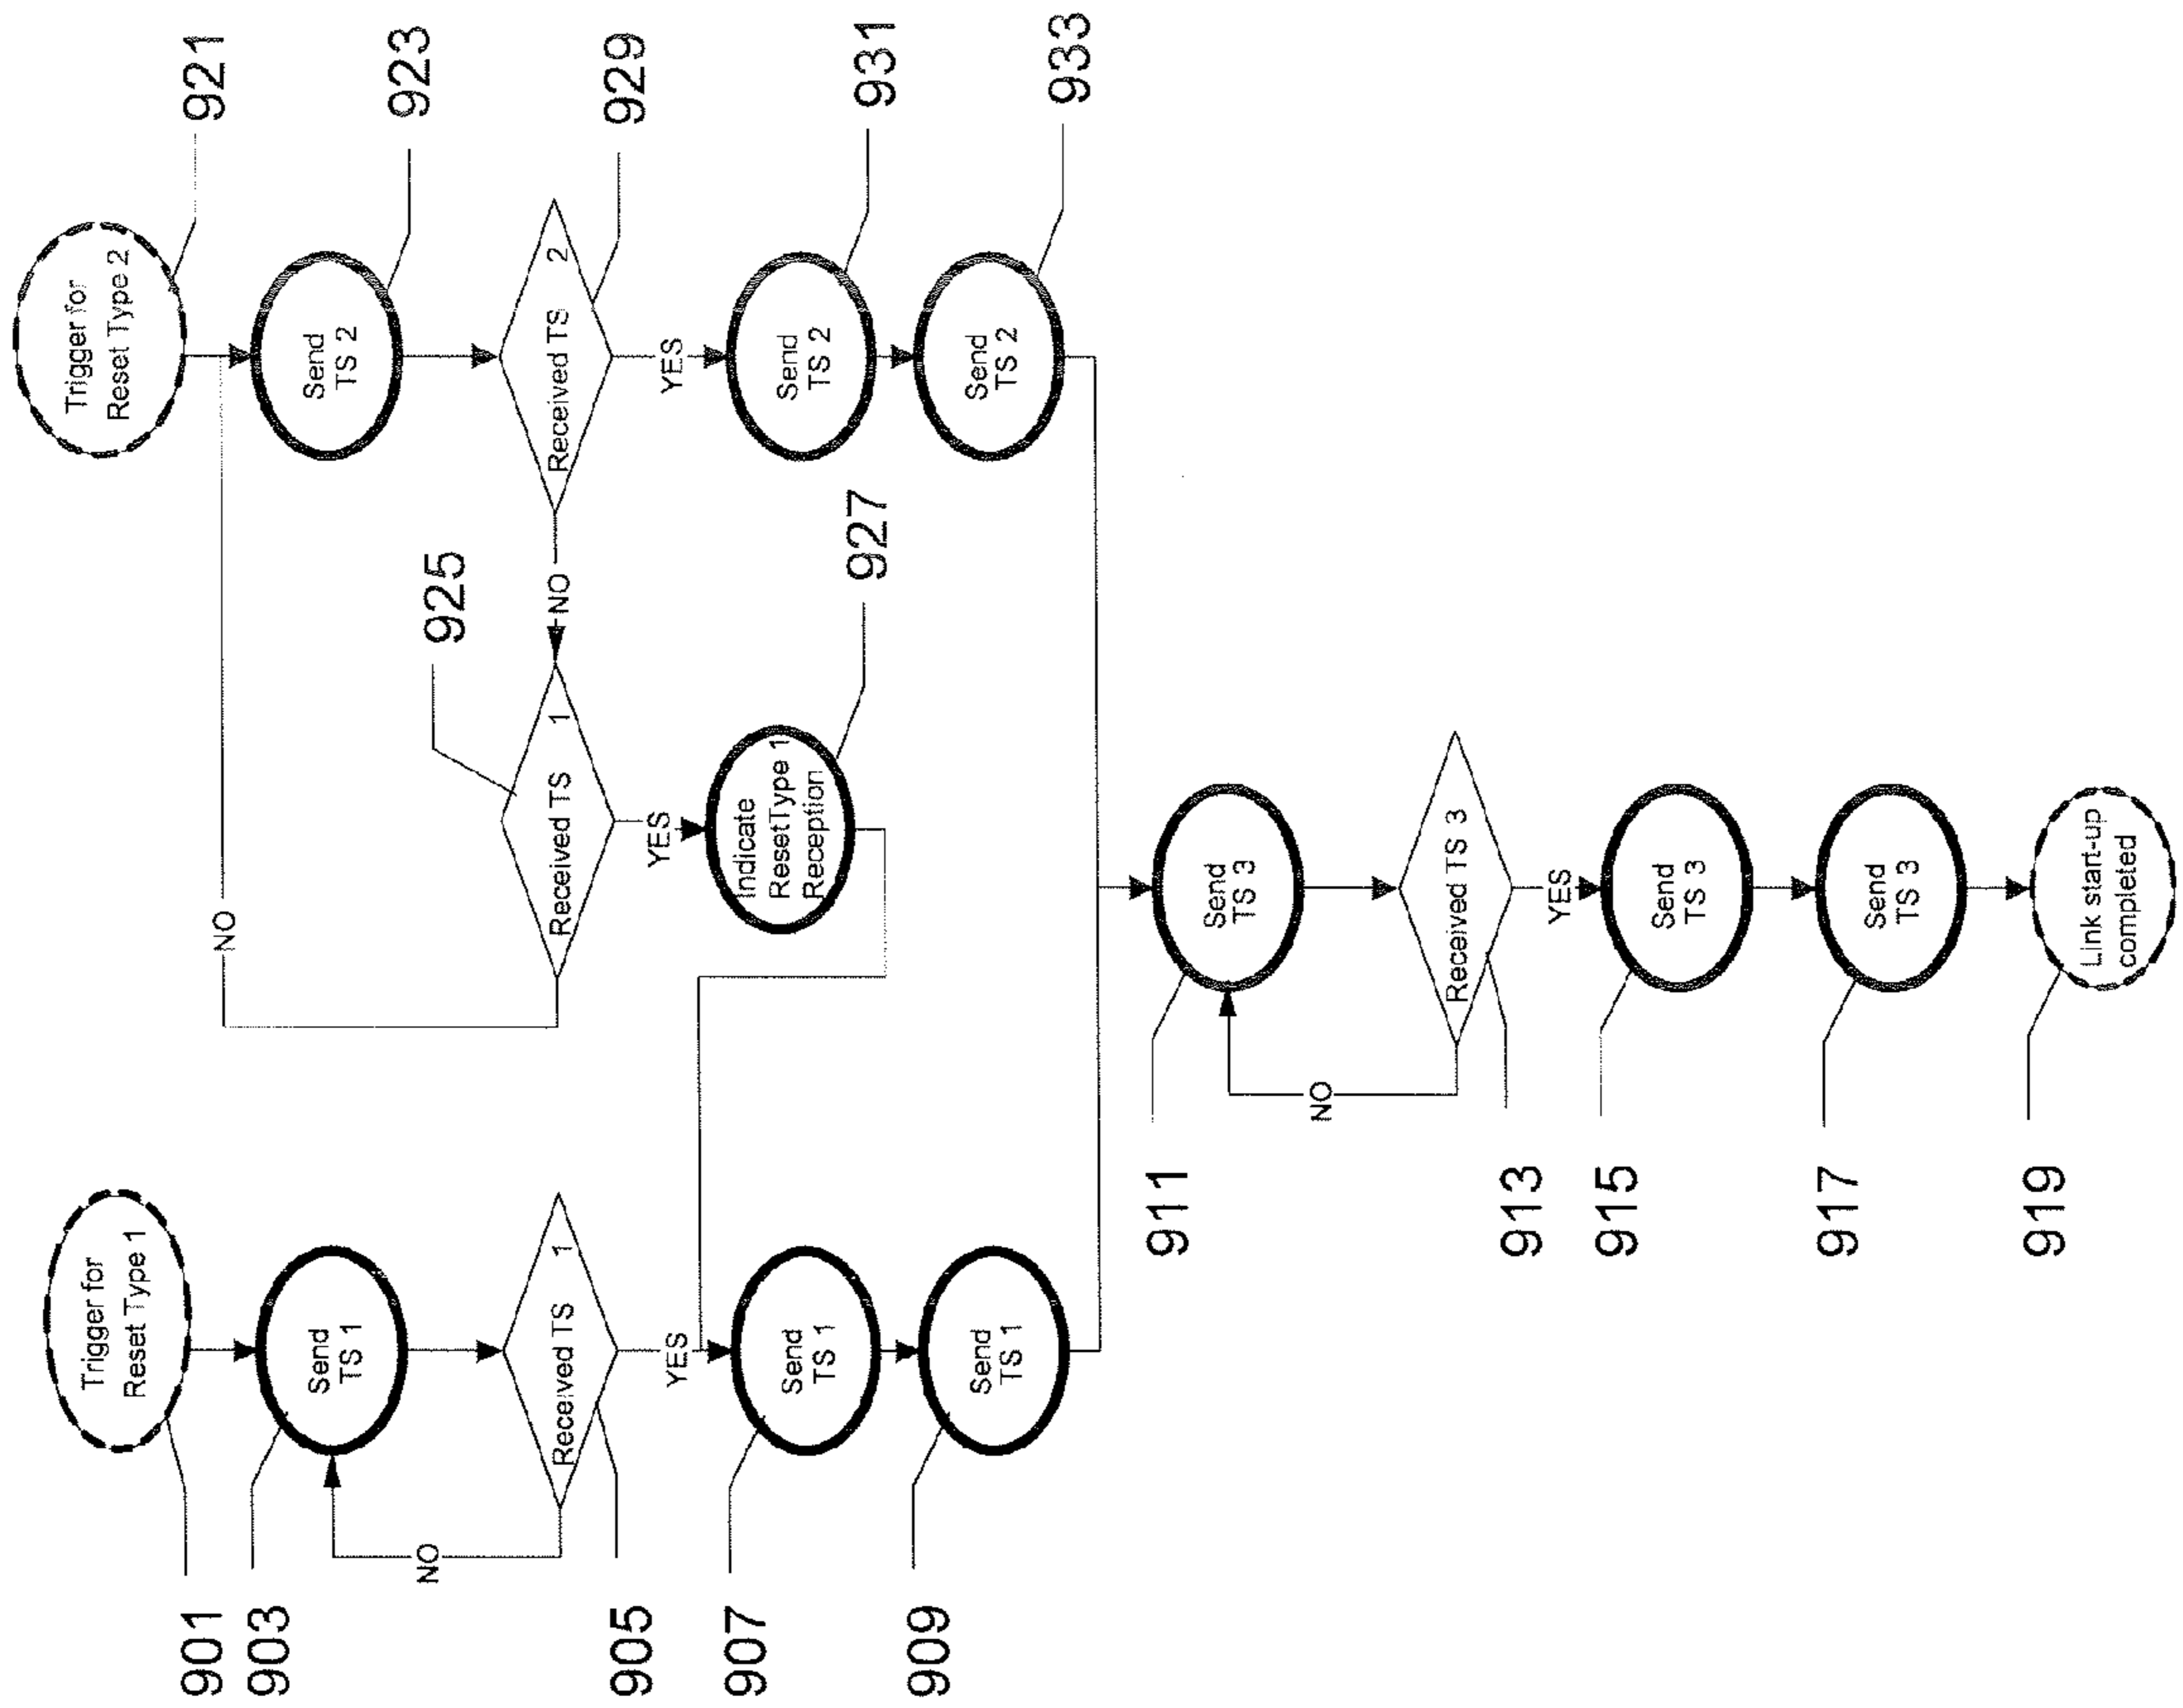 Trigger for
Reset Type 1
901
Send
TS 1
903
Received TS 1
905
NO
YES
Send
TS 1
907
Send
TS 1
909
Trigger for
Reset Type 2
921
Send
TS 2
923
Received TS 2
929
NO
YES
Received TS 1
925
NO
YES
Indicate
ResetType 1
Reception
927
Send
TS 2
931
Send
TS 2
933
Send
TS 3
911
Received TS 3
913
NO
YES
Send
TS 3
915
Send
TS 3
917
Link start-up
completed
919